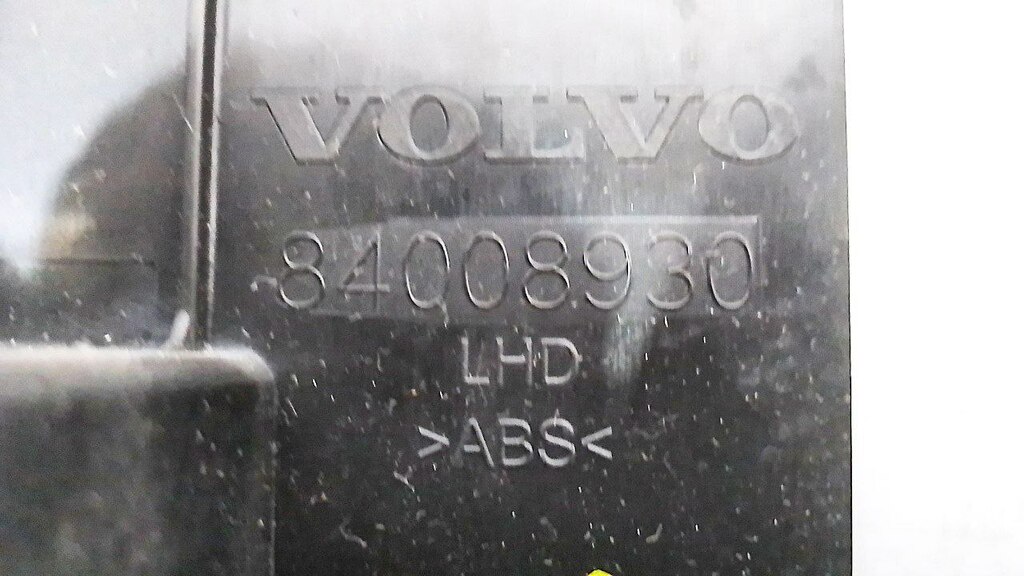 VOLVO
84008930
LHD
>ABS<